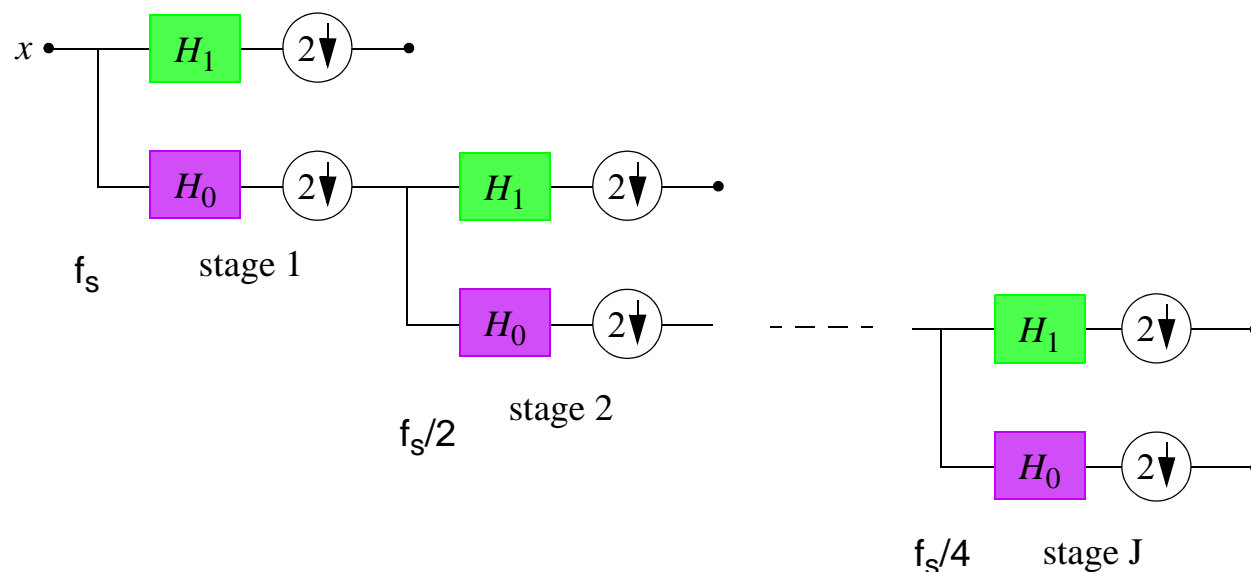 x H₁ 2
H₀ 2 H₁ 2
fₛ stage 1
H₀ 2 H₁ 2
fₛ/2 stage 2
H₀ 2
fₛ/4 stage J